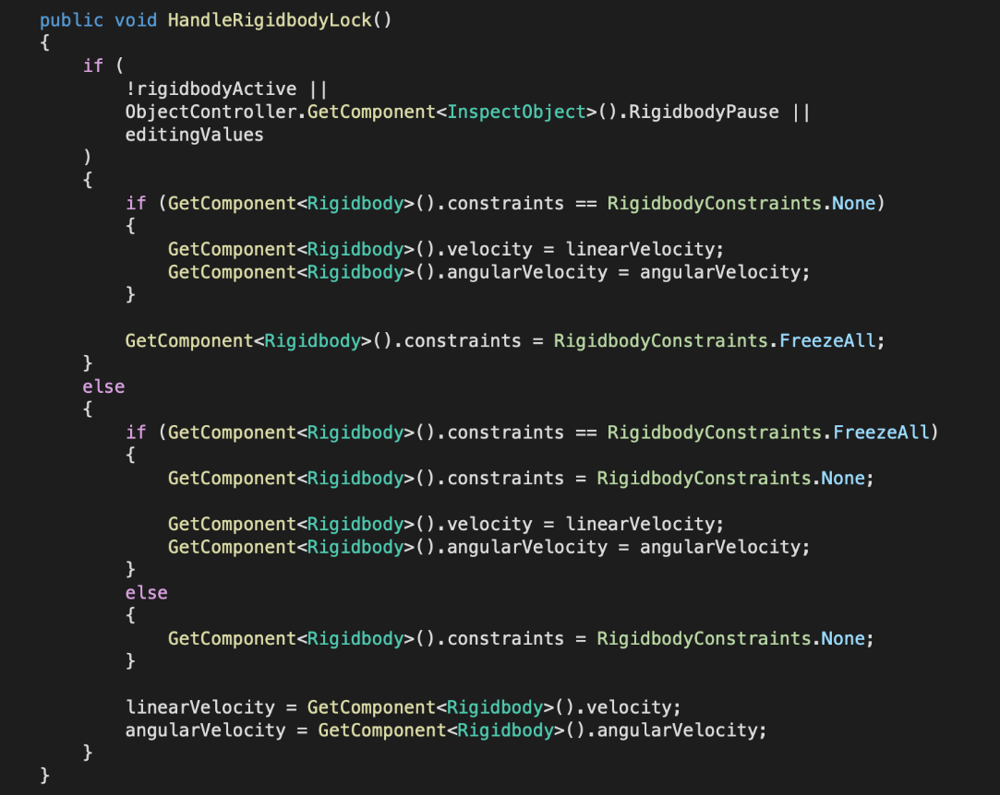 public void HandleRigidbodyLock()
{
    if (
        !rigidbodyActive ||
        ObjectController.GetComponent<InspectObject>().RigidbodyPause ||
        editingValues
    )
    {
        if (GetComponent<Rigidbody>().constraints == RigidbodyConstraints.None)
        {
            GetComponent<Rigidbody>().velocity = linearVelocity;
            GetComponent<Rigidbody>().angularVelocity = angularVelocity;
        }

        GetComponent<Rigidbody>().constraints = RigidbodyConstraints.FreezeAll;
    }
    else
    {
        if (GetComponent<Rigidbody>().constraints == RigidbodyConstraints.FreezeAll)
        {
            GetComponent<Rigidbody>().constraints = RigidbodyConstraints.None;

            GetComponent<Rigidbody>().velocity = linearVelocity;
            GetComponent<Rigidbody>().angularVelocity = angularVelocity;
        }
        else
        {
            GetComponent<Rigidbody>().constraints = RigidbodyConstraints.None;
        }

        linearVelocity = GetComponent<Rigidbody>().velocity;
        angularVelocity = GetComponent<Rigidbody>().angularVelocity;
    }
}